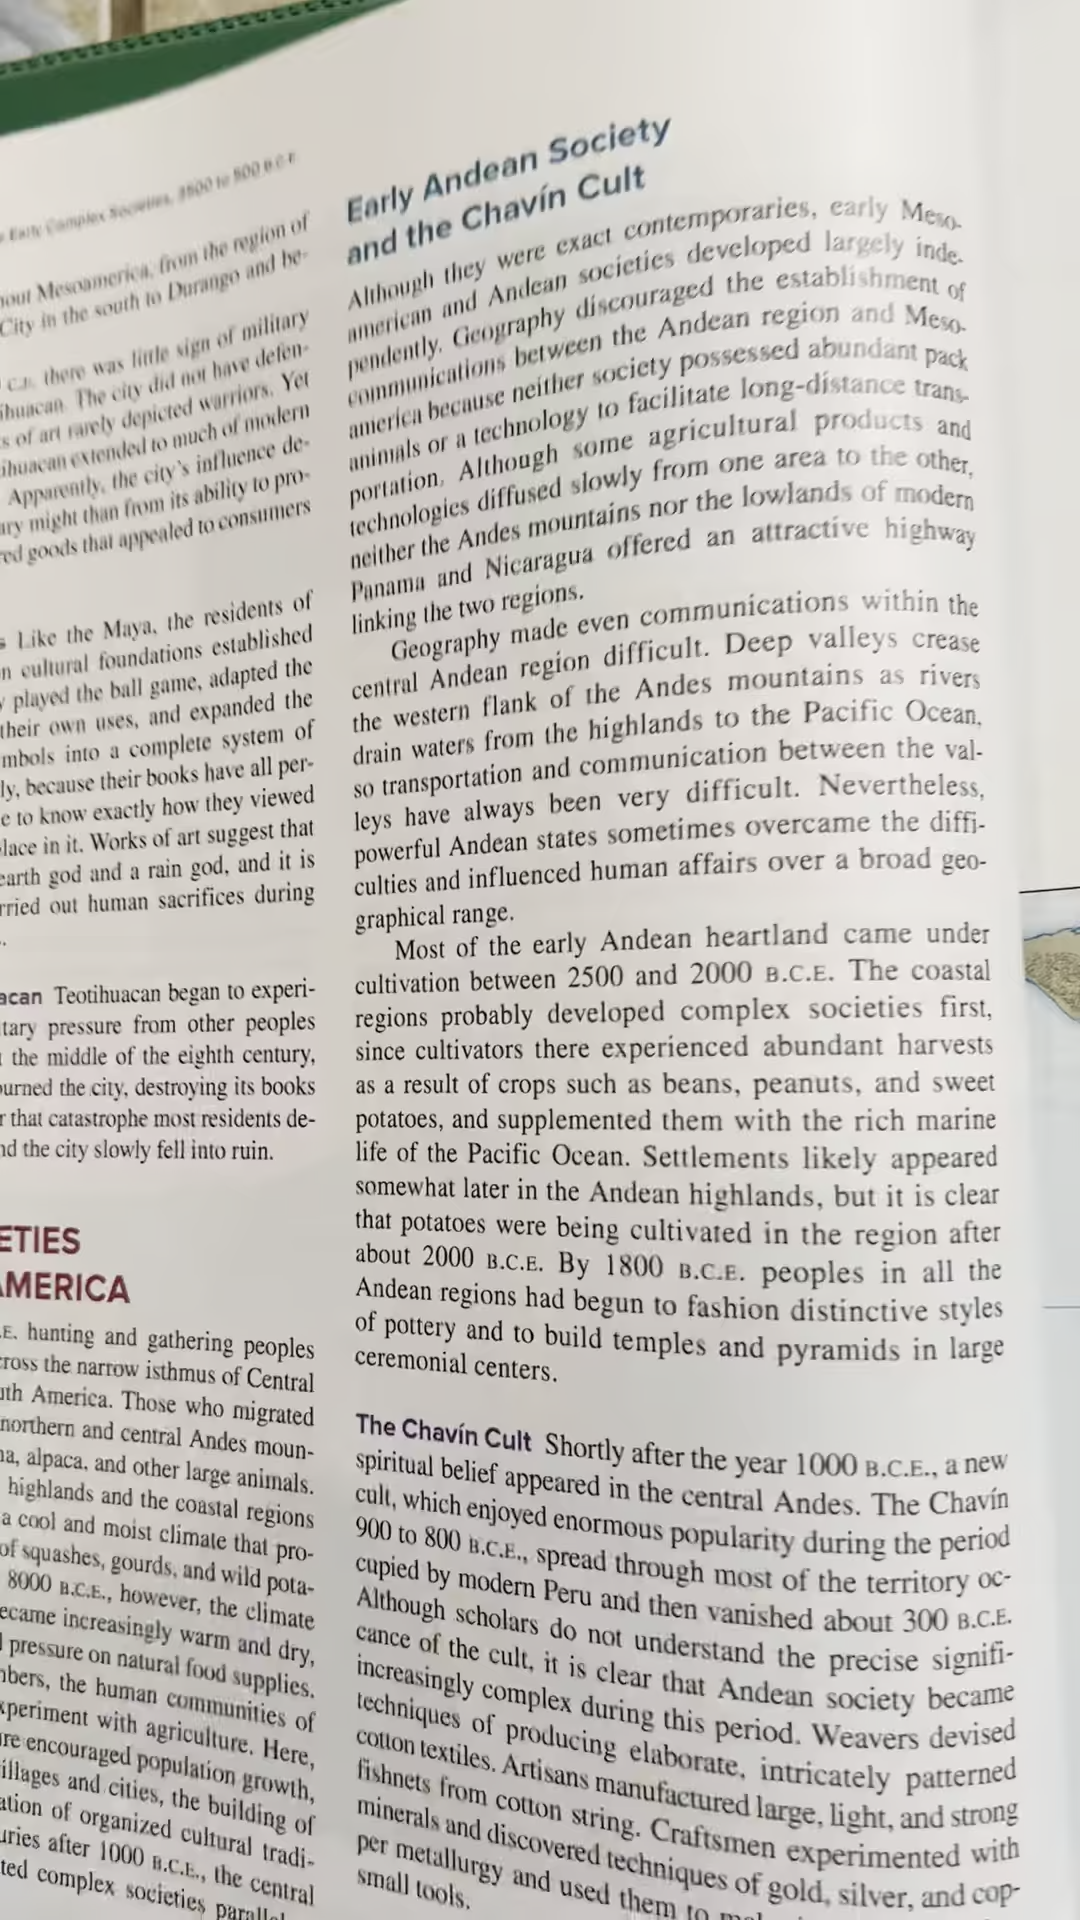 Early Complex Societies, 3500 to 500 B.C.E.
Mesoamerica, from the region of
City in the south to Durango and be-
C.E. there was little sign of military
The city did not have defen-
of art rarely depicted warriors. Yet
extended to much of modern
Apparently, the city's influence de-
might than from its ability to pro-
goods that appealed to consumers
Like the Maya, the residents of
cultural foundations established
played the ball game, adapted the
their own uses, and expanded the
into a complete system of
because their books have all per-
to know exactly how they viewed
in it. Works of art suggest that
earth god and a rain god, and it is
out human sacrifices during
Teotihuacan began to experi-
pressure from other peoples
the middle of the eighth century,
the city, destroying its books
that catastrophe most residents de-
the city slowly fell into ruin.
ETIES
AMERICA
hunting and gathering peoples
the narrow isthmus of Central
America. Those who migrated
northern and central Andes moun-
alpaca, and other large animals.
highlands and the coastal regions
a cool and moist climate that pro-
of squashes, gourds, and wild pota-
8000 B.C.E., however, the climate
became increasingly warm and dry,
pressure on natural food supplies.
the human communities of
experiment with agriculture. Here,
encouraged population growth,
villages and cities, the building of
of organized cultural tradi-
after 1000 B.C.E., the central
complex societies
Early Andean Society
and the Chavín Cult
Although they were exact contemporaries, early Meso-
american and Andean societies developed largely inde-
pendently. Geography discouraged the establishment of
communications between the Andean region and Meso-
america because neither society possessed abundant pack
animals or a technology to facilitate long-distance trans-
portation. Although some agricultural products and
technologies diffused slowly from one area to the other,
neither the Andes mountains nor the lowlands of modern
Panama and Nicaragua offered an attractive highway
linking the two regions.
Geography made even communications within the
central Andean region difficult. Deep valleys crease
the western flank of the Andes mountains as rivers
drain waters from the highlands to the Pacific Ocean,
so transportation and communication between the val-
leys have always been very difficult. Nevertheless,
powerful Andean states sometimes overcame the diffi-
culties and influenced human affairs over a broad geo-
graphical range.
Most of the early Andean heartland came under
cultivation between 2500 and 2000 B.C.E. The coastal
regions probably developed complex societies first,
since cultivators there experienced abundant harvests
as a result of crops such as beans, peanuts, and sweet
potatoes, and supplemented them with the rich marine
life of the Pacific Ocean. Settlements likely appeared
somewhat later in the Andean highlands, but it is clear
that potatoes were being cultivated in the region after
about 2000 B.C.E. By 1800 B.C.E. peoples in all the
Andean regions had begun to fashion distinctive styles
of pottery and to build temples and pyramids in large
ceremonial centers.
The Chavín Cult Shortly after the year 1000 B.C.E., a new
spiritual belief appeared in the central Andes. The Chavín
cult, which enjoyed enormous popularity during the period
900 to 800 B.C.E., spread through most of the territory oc-
cupied by modern Peru and then vanished about 300 B.C.E.
Although scholars do not understand the precise signifi-
cance of the cult, it is clear that Andean society became
increasingly complex during this period. Weavers devised
techniques of producing elaborate, intricately patterned
cotton textiles. Artisans manufactured large, light, and strong
fishnets from cotton string. Craftsmen experimented with
minerals and discovered techniques of gold, silver, and cop-
per metallurgy and used them to
small tools.